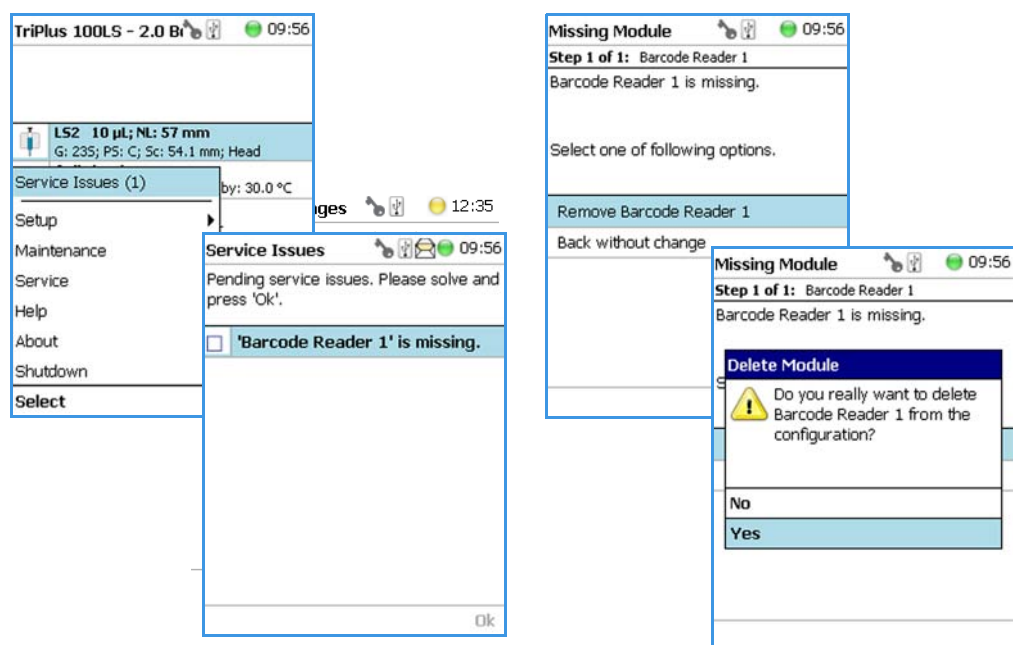 TriPlus 100LS - 2.0 B
09:56
LS2 10 µL; NL: 57 mm
G: 23S; PS: C; Sc: 54.1 mm; Head
Service Issues (1)
by: 30.0 °C
Setup
Maintenance
Service
Help
About
Shutdown
Select
ges
12:35
Service Issues
09:56
Pending service issues. Please solve and
press 'Ok'.
'Barcode Reader 1' is missing.
Ok
Missing Module
09:56
Step 1 of 1: Barcode Reader 1
Barcode Reader 1 is missing.
Select one of following options.
Remove Barcode Reader 1
Back without change
Missing Module
09:56
Step 1 of 1: Barcode Reader 1
Barcode Reader 1 is missing.
S
Delete Module
Do you really want to delete
Barcode Reader 1 from the
configuration?
No
Yes